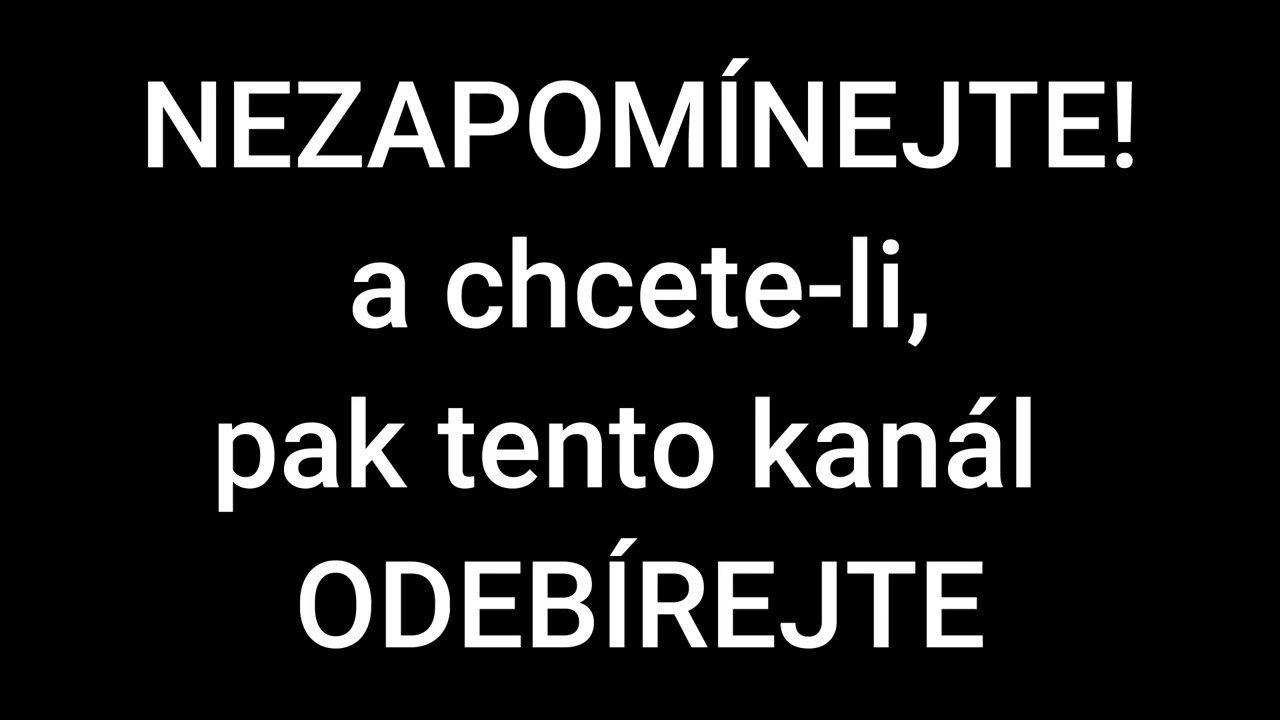 NEZAPOMÍNEJTE!
a chcete-li,
pak tento kanál
ODEBÍREJTE